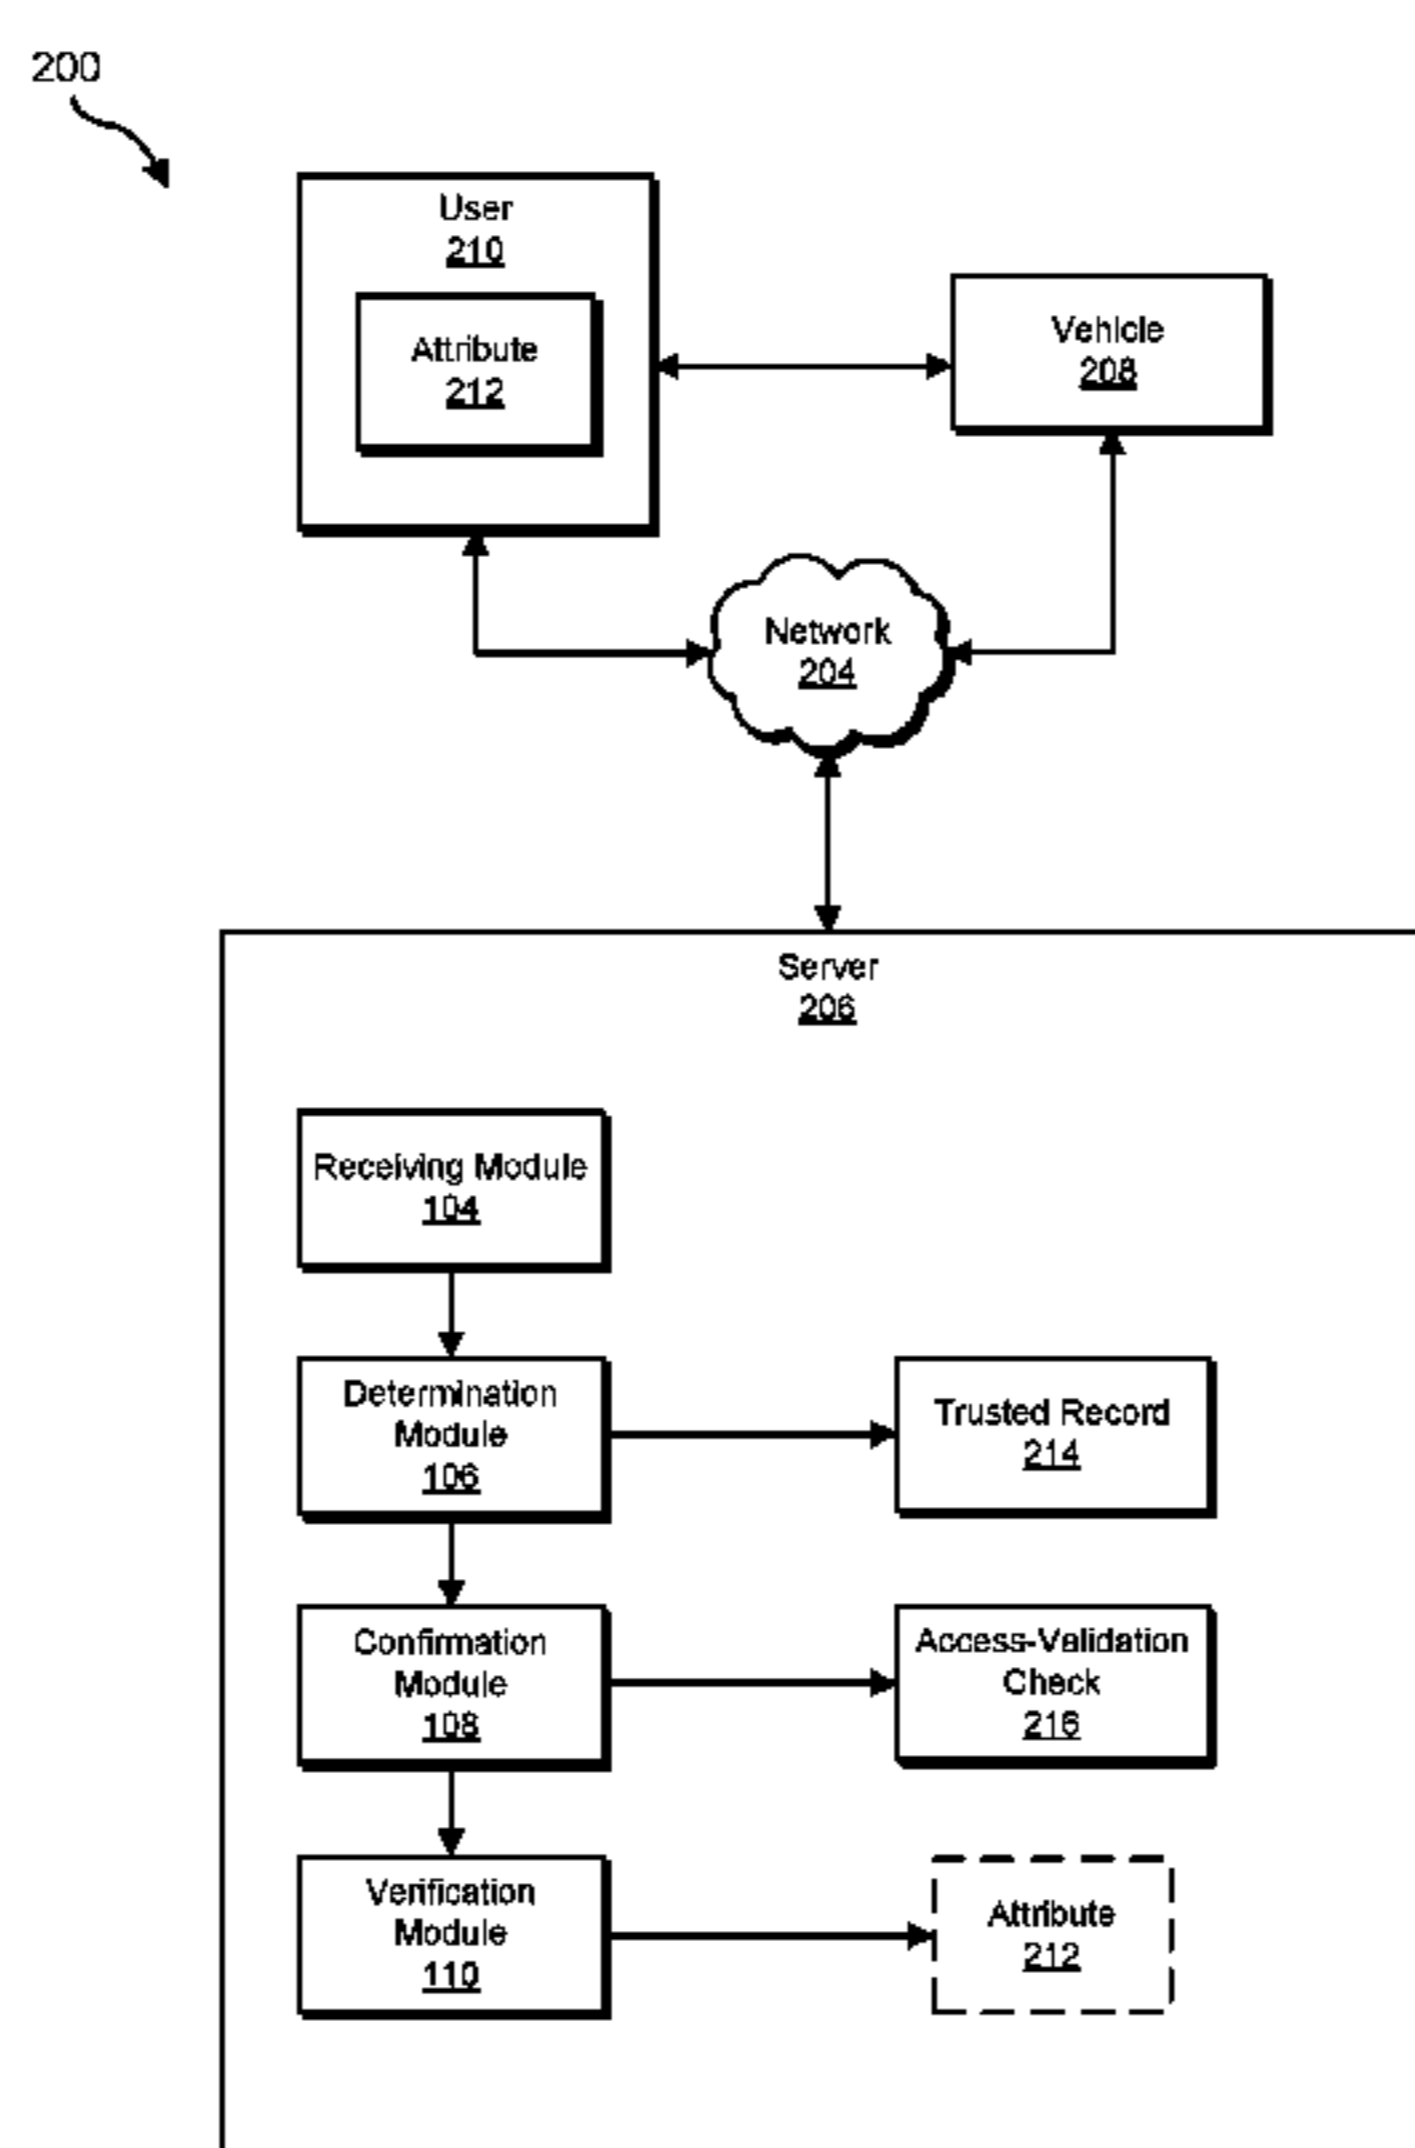 200
User
210
Attribute
212
Vehicle
208
Network
204
Server
206
Receiving Module
104
Determination
Module
106
Trusted Record
214
Confirmation
Module
108
Access-Validation
Check
216
Verification
Module
110
Attribute
212